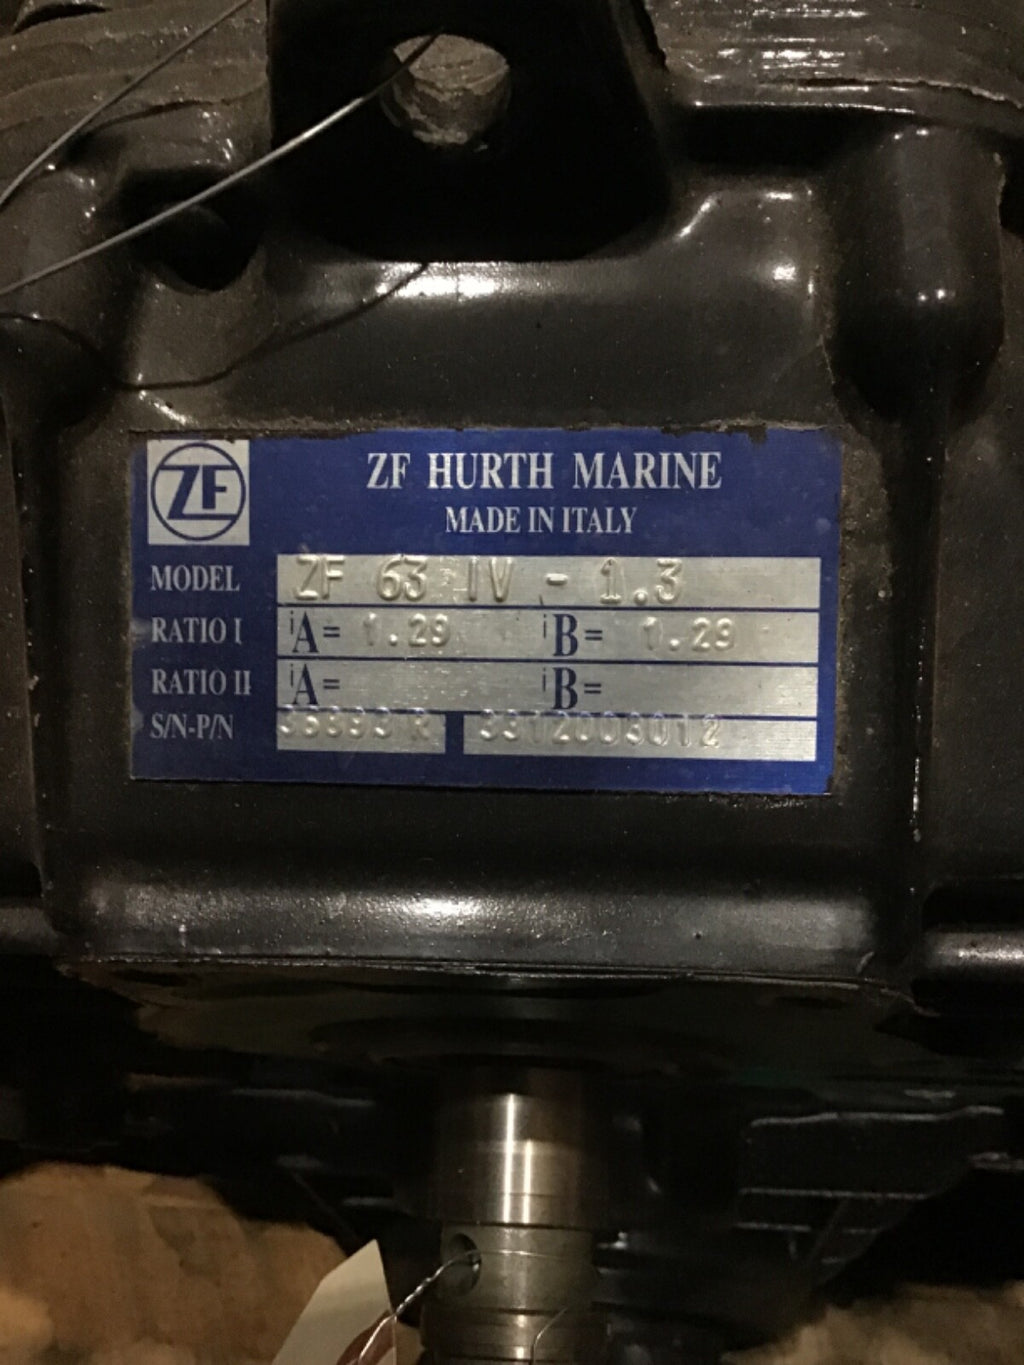 ZF
ZF HURTH MARINE
MADE IN ITALY
MODEL ZF 63 IV - 1.3
RATIO I iA= 1.29 iB= 1.29
RATIO II iA= iB=
S/N-P/N 3312003012